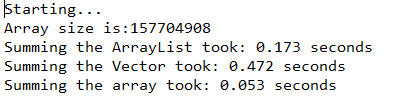 Starting...
Array size is:157704908
Summing the ArrayList took: 0.173 seconds
Summing the Vector took: 0.472 seconds
Summing the array took: 0.053 seconds